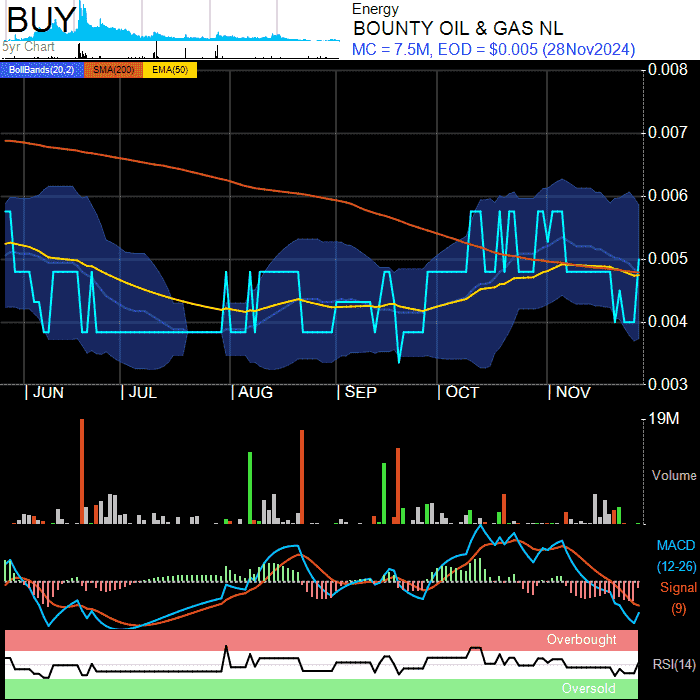 BUY
5yr Chart
Energy
BOUNTY OIL & GAS NL
MC = 7.5M, EOD = $0.005 (28Nov2024)
BollBands(20,2) SMA(200) EMA(50)
0.008
0.007
0.006
0.005
0.004
0.003
JUN JUL AUG SEP OCT NOV
19M
Volume
MACD
(12-26)
Signal
(9)
Overbought
RSI(14)
Oversold